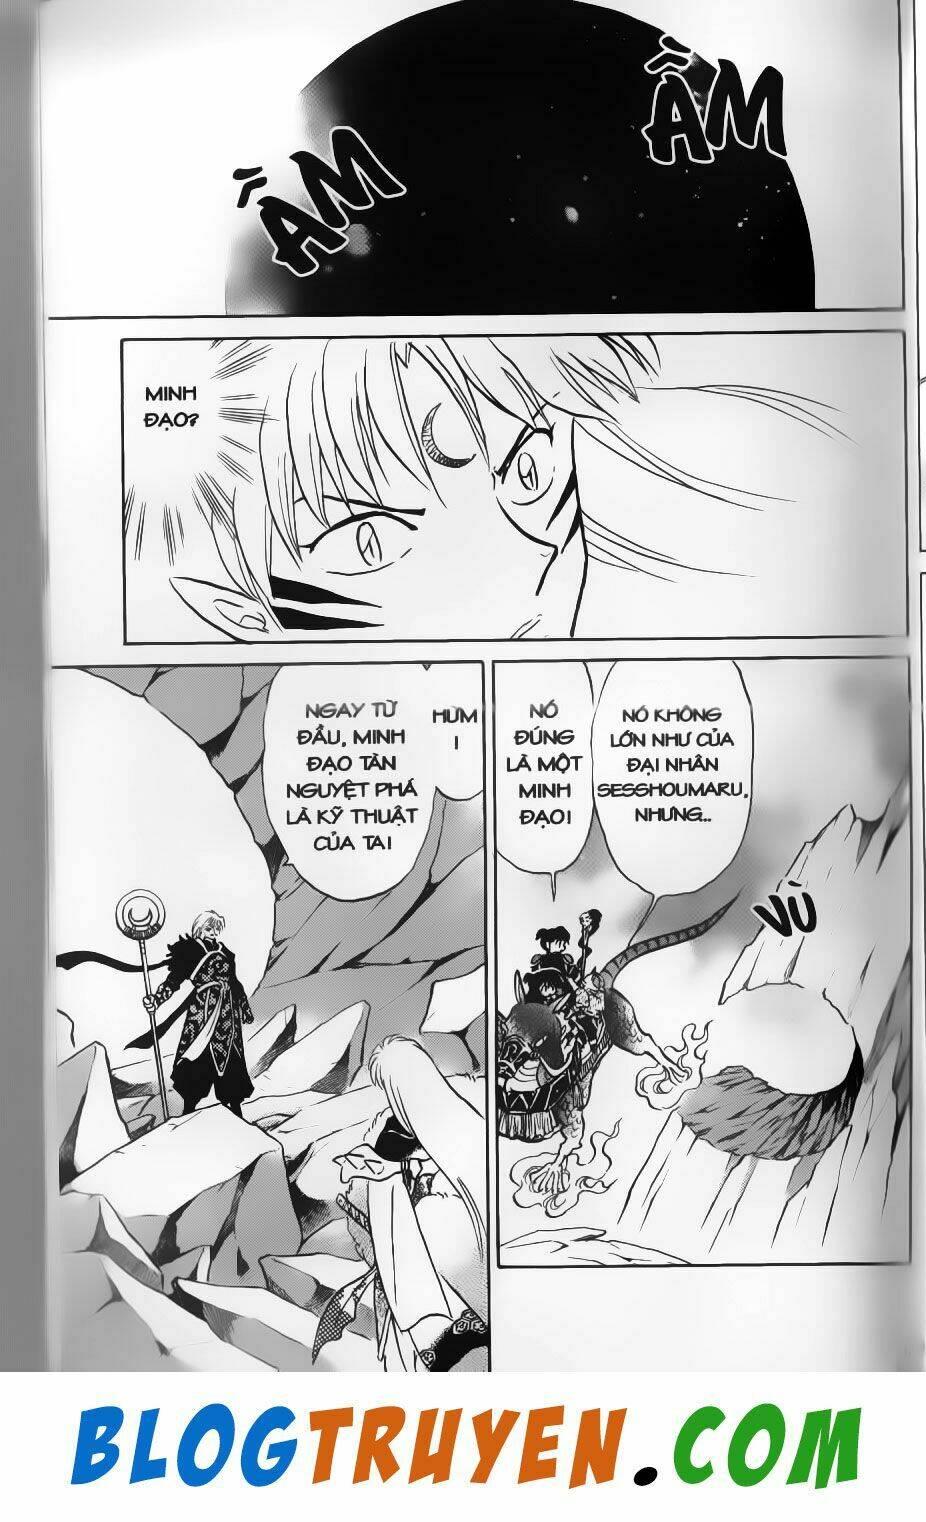 ẦM
ẦM
MINH
ĐẠO?
NÓ KHÔNG
LỚN NHƯ CỦA
ĐẠI NHÂN
SESSHOUMARU,
NHƯNG..
NÓ
ĐÚNG
LÀ MỘT
MINH
ĐẠO!
VÙ
HỪM
!
NGAY TỪ
ĐẦU, MINH
ĐẠO TÀN
NGUYỆT PHÁ
LÀ KỸ THUẬT
CỦA TA!
BLOGTRUYEN.COM